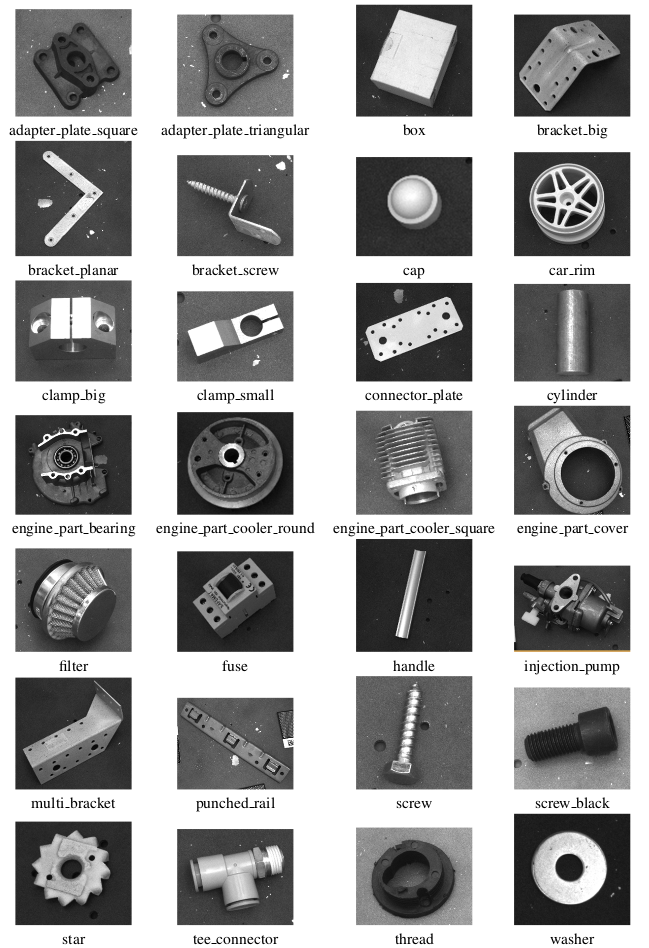 adapter_plate_square
adapter_plate_triangular
box
bracket_big
bracket_planar
bracket_screw
cap
car_rim
clamp_big
clamp_small
connector_plate
cylinder
engine_part_bearing
engine_part_cooler_round
engine_part_cooler_square
engine_part_cover
filter
fuse
handle
injection_pump
multi_bracket
punched_rail
screw
screw_black
star
tee_connector
thread
washer